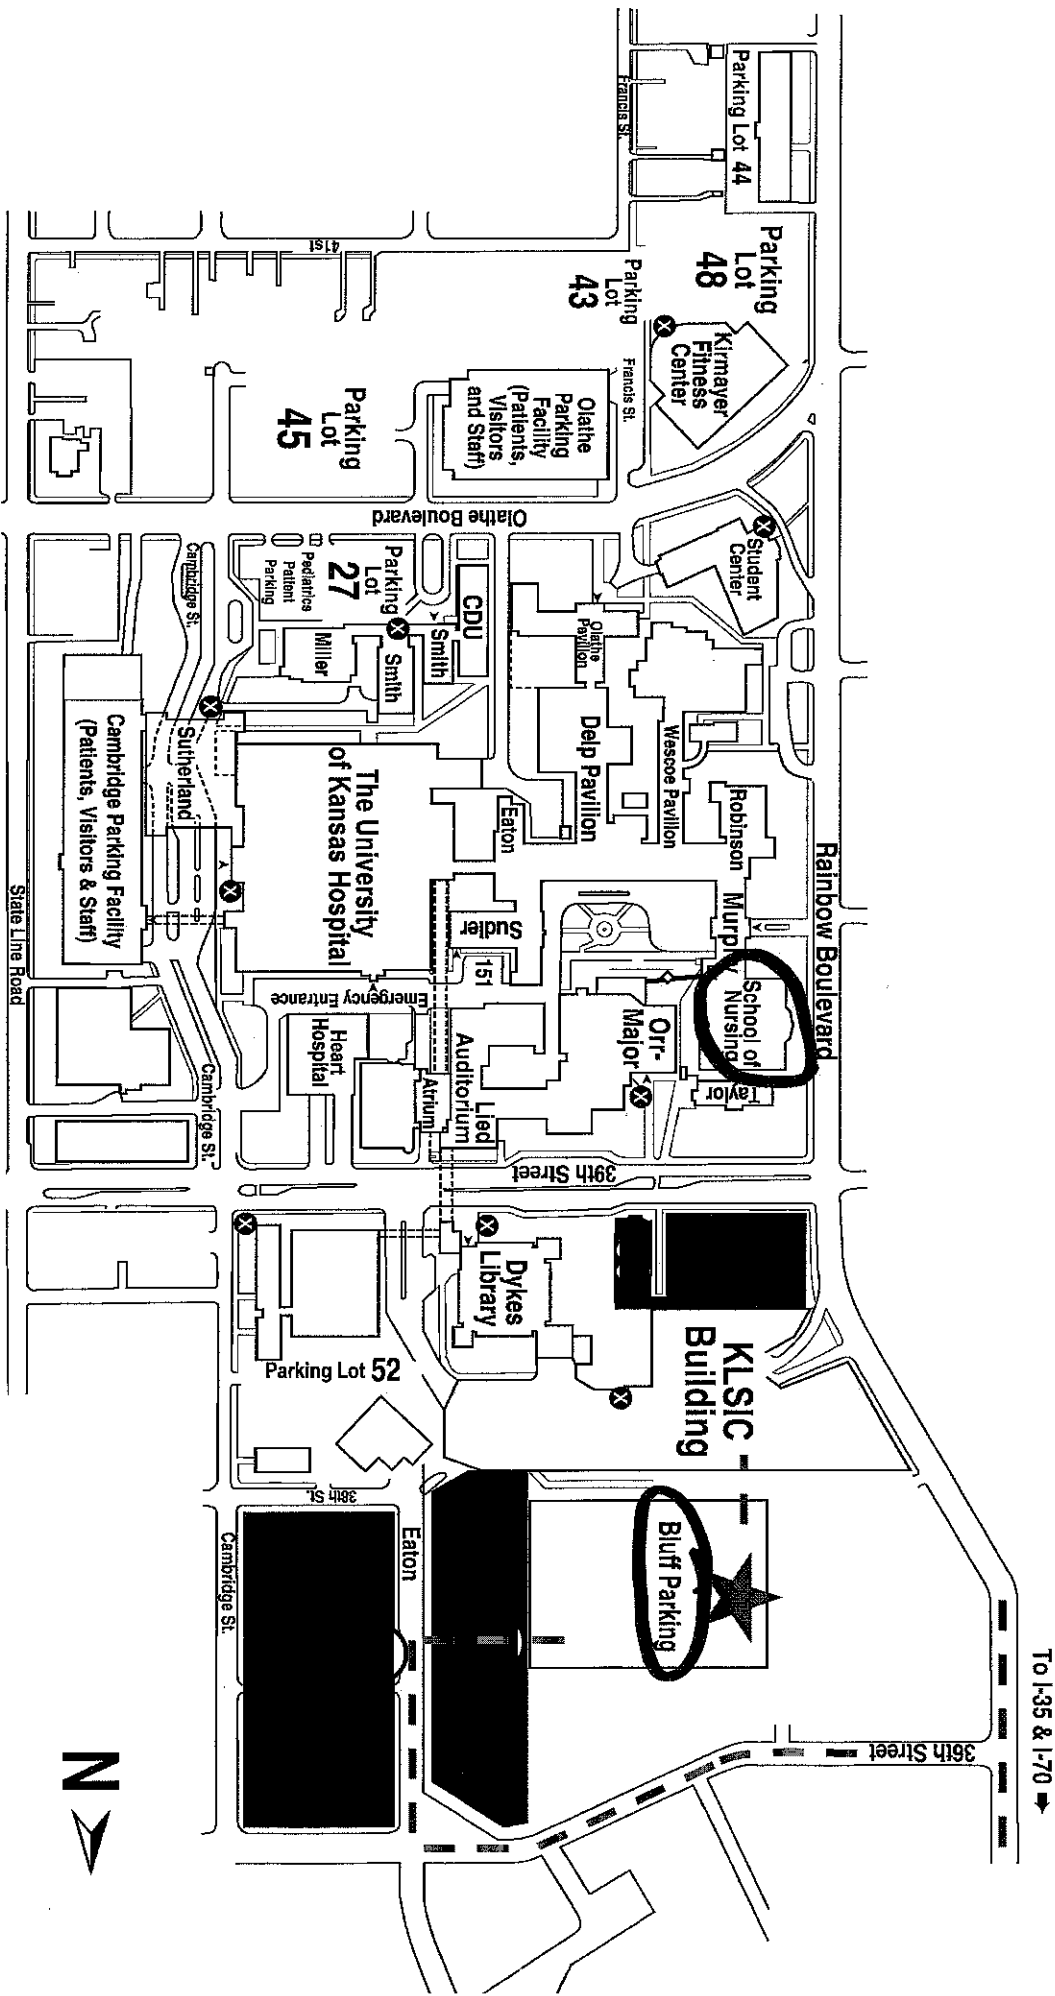 To I-35 & I-70
Rainbow Boulevard
36th Street
Parking Lot 44
Francis St.
Parking
Lot
48
Parking
Lot
43
Kirmayer
Fitness
Center
Francis St.
41st
Parking
Lot
45
Olathe
Parking
Facility
(Patients,
Visitors
and Staff)
Olathe Boulevard
Student
Center
Cambridge St.
Pediatrics
Patient
Parking
Parking
Lot
27
CDU
Smith
Smith
Miller
Olathe
Pavilion
Delp Pavilion
Wescoe Pavilion
Robinson
Murphy
School of
Nursing
Taylor
Orr-
Major
Eaton
Sudler
151
The University
of Kansas Hospital
Sutherland
Cambridge Parking Facility
(Patients, Visitors & Staff)
State Line Road
Emergency Entrance
Heart
Hospital
Lied
Auditorium
Atrium
Cambridge St.
39th Street
Dykes
Library
KLSIC
Building
Parking Lot 52
38th St.
Eaton
Cambridge St.
Bluff Parking
N